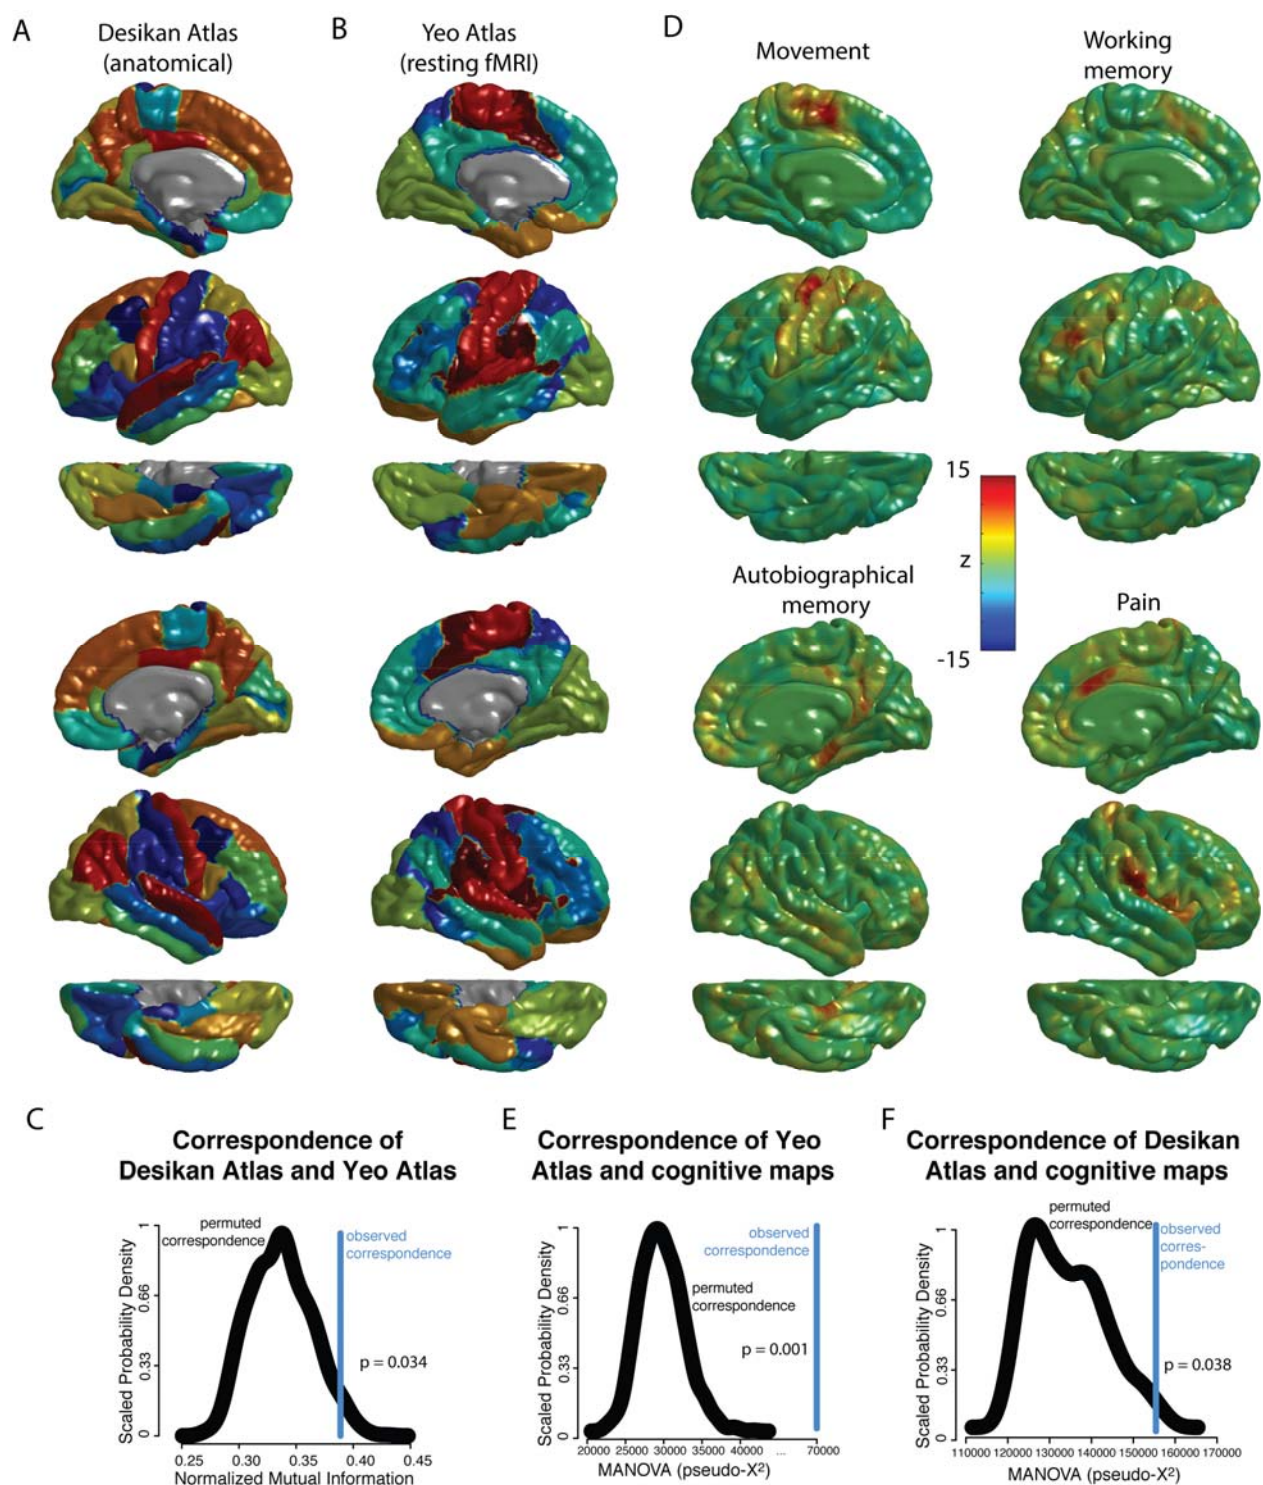 A
Desikan Atlas
(anatomical)
B
Yeo Atlas
(resting fMRI)
D
Movement
Working
memory
15
z
-15
Autobiographical
memory
Pain
C
Correspondence of
Desikan Atlas and Yeo Atlas
Scaled Probability Density
1
0.66
0.33
0
permuted
correspondence
observed
correspondence
p = 0.034
0.25
0.30
0.35
0.40
0.45
Normalized Mutual Information
E
Correspondence of Yeo
Atlas and cognitive maps
Scaled Probability Density
1
0.66
0.33
0
observed
correspondence
permuted
correspondence
p = 0.001
20000
25000
30000
35000
40000
...
70000
MANOVA (pseudo-X²)
F
Correspondence of Desikan
Atlas and cognitive maps
Scaled Probability Density
1
0.66
0.33
0
permuted
correspondence
observed
corres-
pondence
p = 0.038
110000
120000
130000
140000
150000
160000
170000
MANOVA (pseudo-X²)